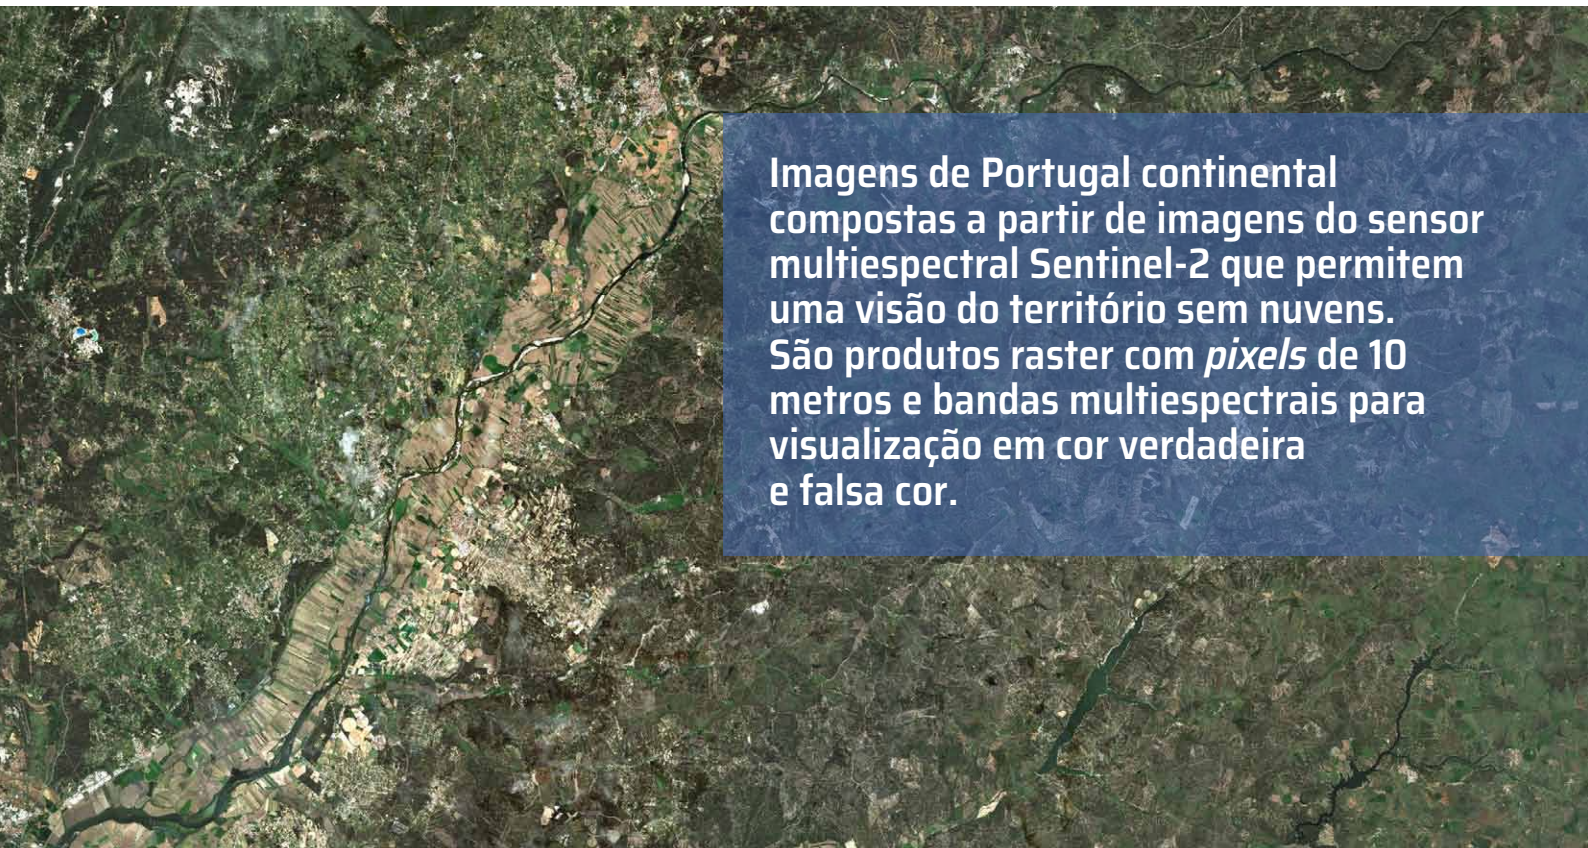 Imagens de Portugal continental
compostas a partir de imagens do sensor
multiespectral Sentinel-2 que permitem
uma visão do território sem nuvens.
São produtos raster com pixels de 10
metros e bandas multiespectrais para
visualização em cor verdadeira
e falsa cor.